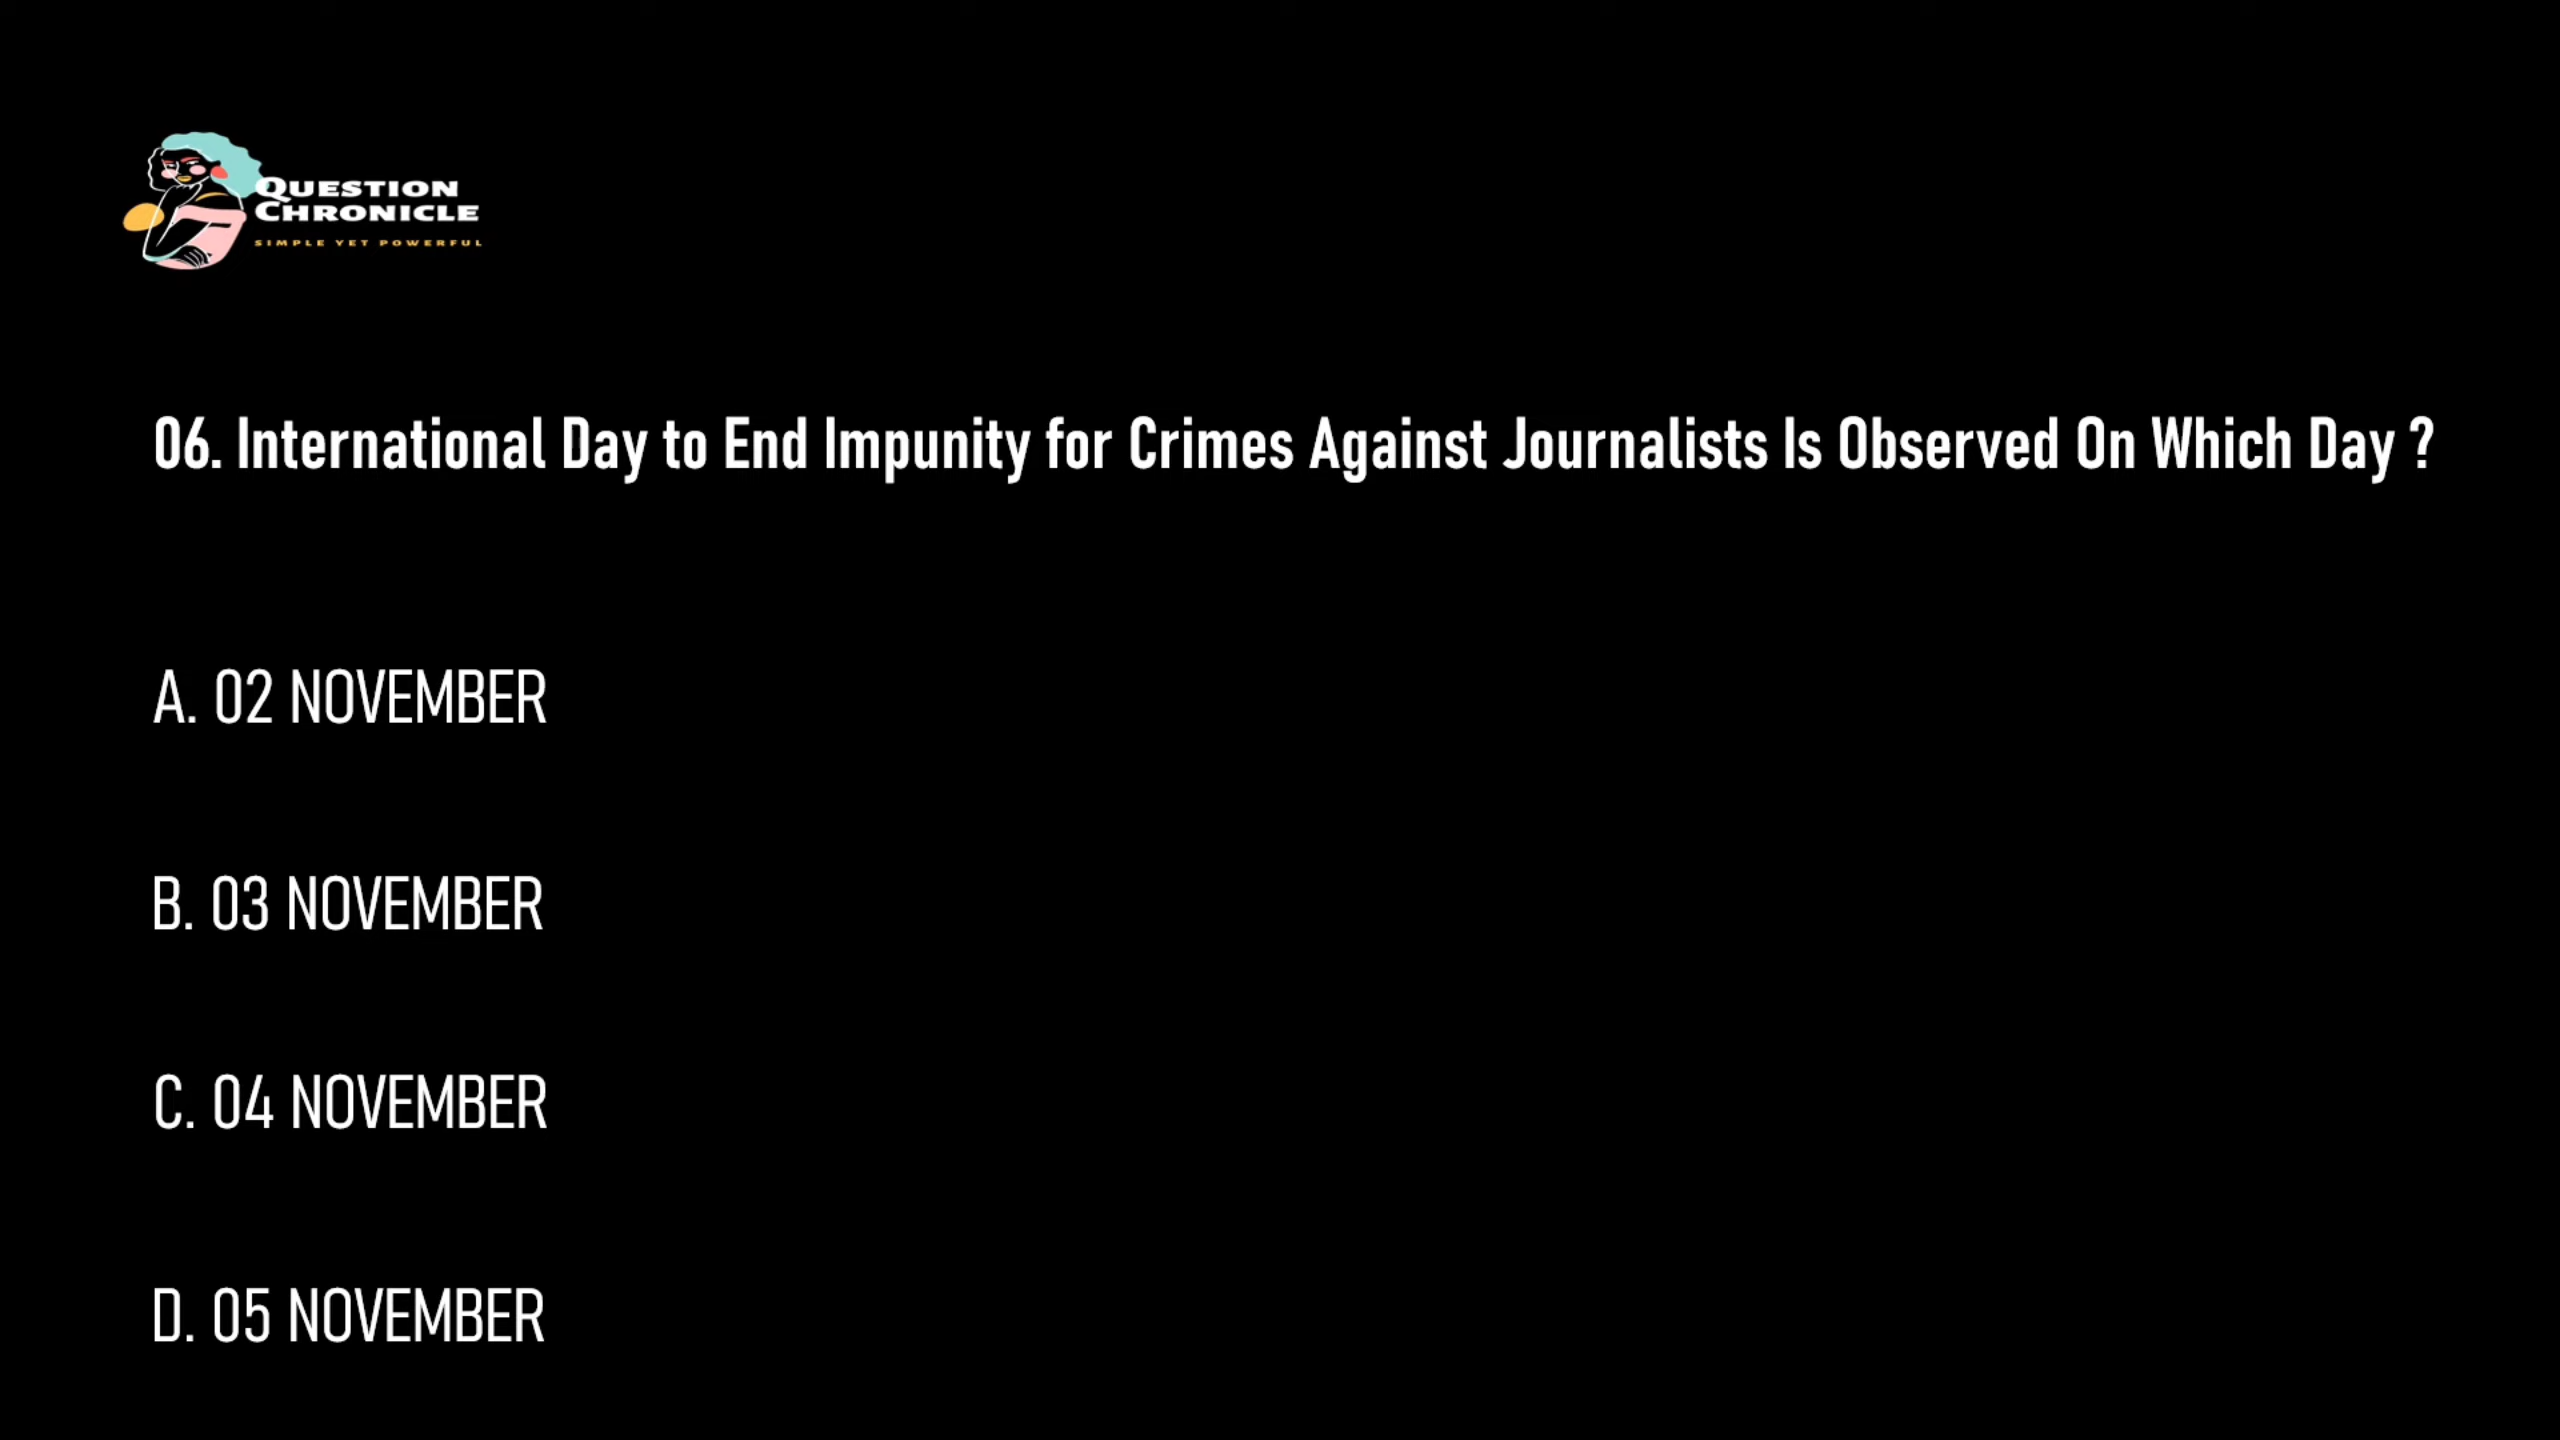 QUESTION
CHRONICLE
SIMPLE YET POWERFUL
06. International Day to End Impunity for Crimes Against Journalists Is Observed On Which Day ?
A. 02 NOVEMBER
B. 03 NOVEMBER
C. 04 NOVEMBER
D. 05 NOVEMBER